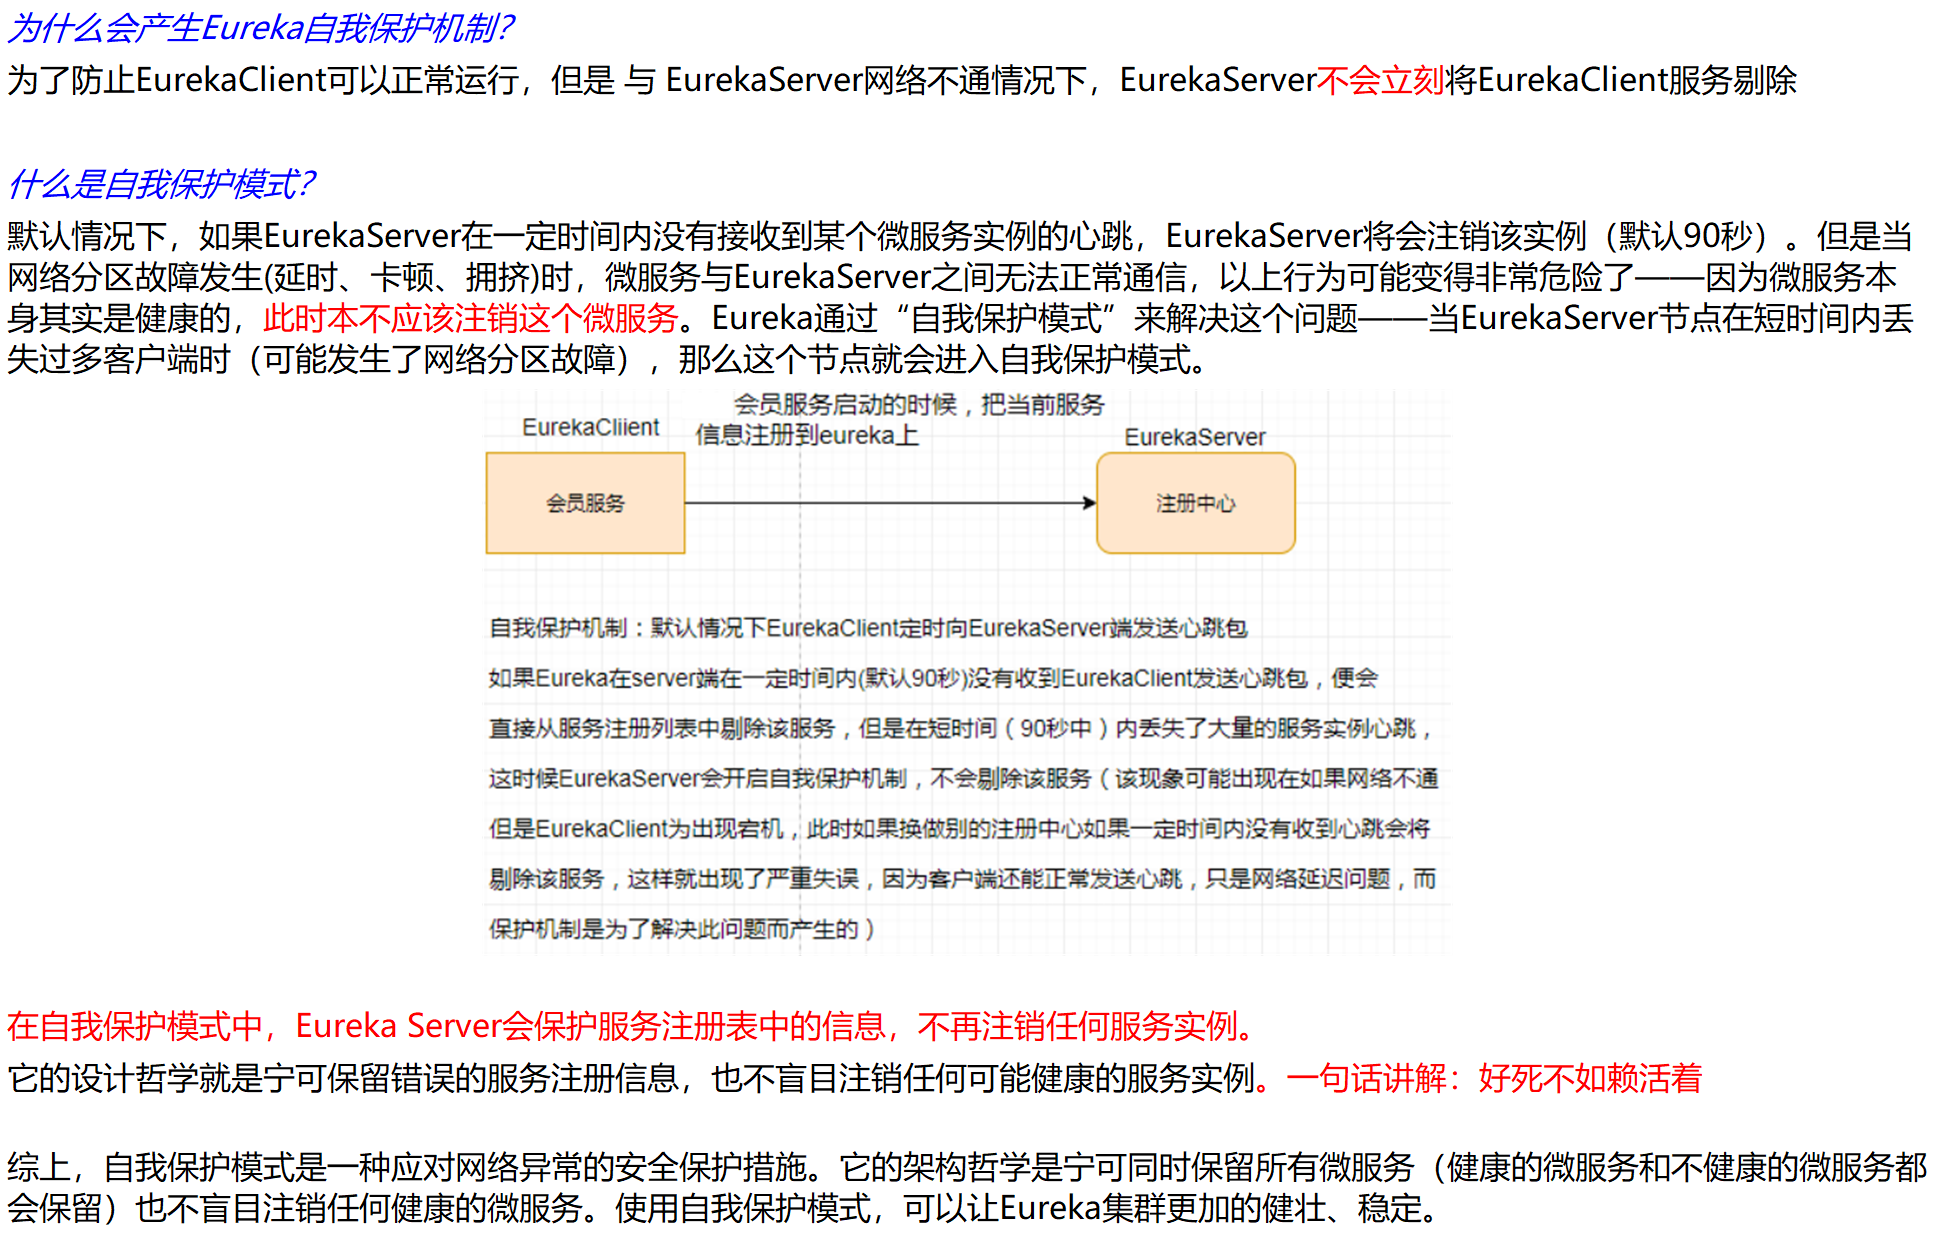 为什么会产生Eureka自我保护机制?
为了防止EurekaClient可以正常运行，但是 与 EurekaServer网络不通情况下，EurekaServer不会立刻将EurekaClient服务剔除
什么是自我保护模式?
默认情况下，如果EurekaServer在一定时间内没有接收到某个微服务实例的心跳，EurekaServer将会注销该实例（默认90秒）。但是当
网络分区故障发生(延时、卡顿、拥挤)时，微服务与EurekaServer之间无法正常通信，以上行为可能变得非常危险了——因为微服务本
身其实是健康的，此时本不应该注销这个微服务。Eureka通过“自我保护模式”来解决这个问题——当EurekaServer节点在短时间内丢
失过多客户端时（可能发生了网络分区故障），那么这个节点就会进入自我保护模式。
会员服务启动的时候，把当前服务
信息注册到eureka上
EurekaCliient
EurekaServer
会员服务
注册中心
自我保护机制：默认情况下EurekaClient定时向EurekaServer端发送心跳包
如果Eureka在server端在一定时间内(默认90秒)没有收到EurekaClient发送心跳包，便会
直接从服务注册列表中剔除该服务，但是在短时间（90秒中）内丢失了大量的服务实例心跳，
这时候EurekaServer会开启自我保护机制，不会剔除该服务（该现象可能出现在如果网络不通
但是EurekaClient为出现宕机，此时如果换做别的注册中心如果一定时间内没有收到心跳会将
剔除该服务，这样就出现了严重失误，因为客户端还能正常发送心跳，只是网络延迟问题，而
保护机制是为了解决此问题而产生的）
在自我保护模式中，Eureka Server会保护服务注册表中的信息，不再注销任何服务实例。
它的设计哲学就是宁可保留错误的服务注册信息，也不盲目注销任何可能健康的服务实例。一句话讲解：好死不如赖活着
综上，自我保护模式是一种应对网络异常的安全保护措施。它的架构哲学是宁可同时保留所有微服务（健康的微服务和不健康的微服务都
会保留）也不盲目注销任何健康的微服务。使用自我保护模式，可以让Eureka集群更加的健壮、稳定。